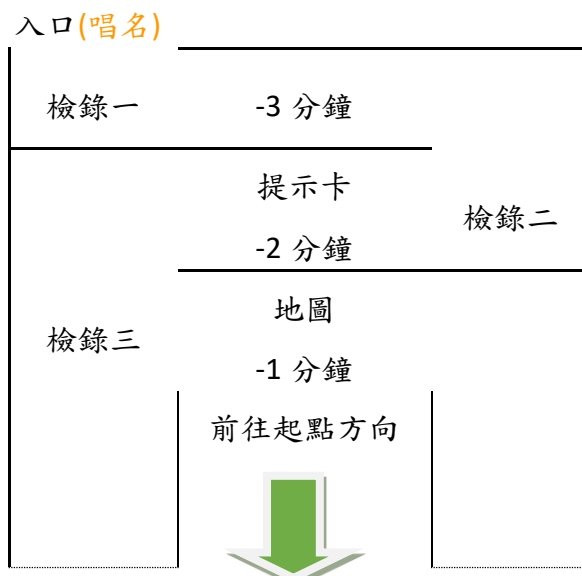 入口(唱名)
檢錄一 -3 分鐘
提示卡
檢錄二
-2 分鐘
地圖
檢錄三
-1 分鐘
前往起點方向